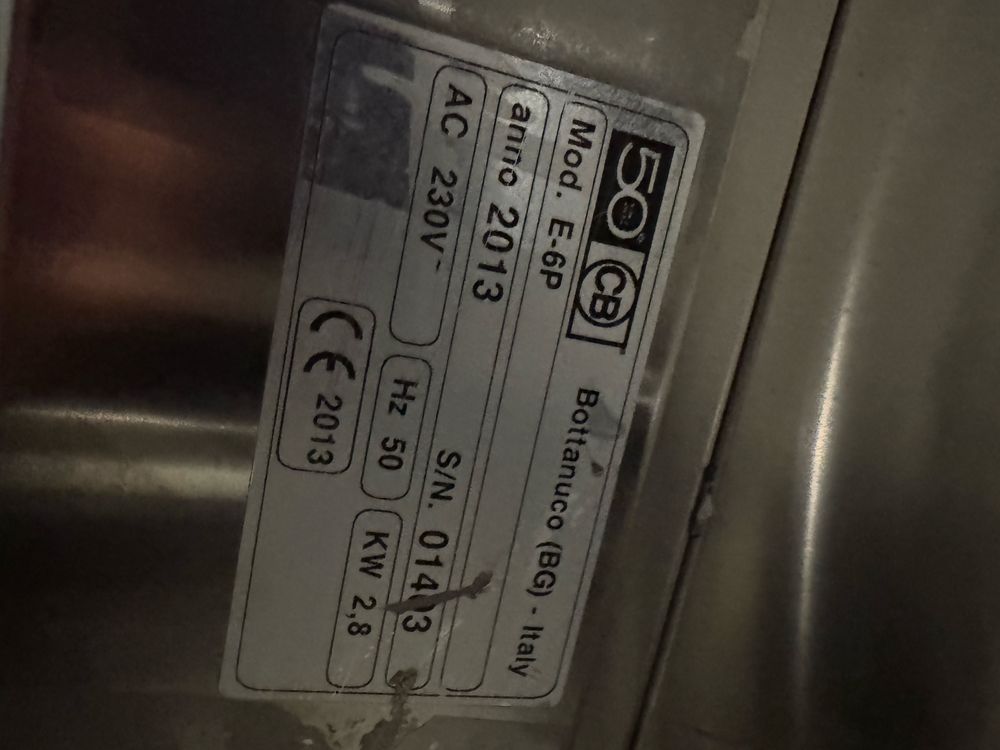 50 CB Bottanuco (BG) - Italy
Mod. E-6P
anno 2013 S/N.
AC 230V~ Hz 50 KW 2,8
CE 2013